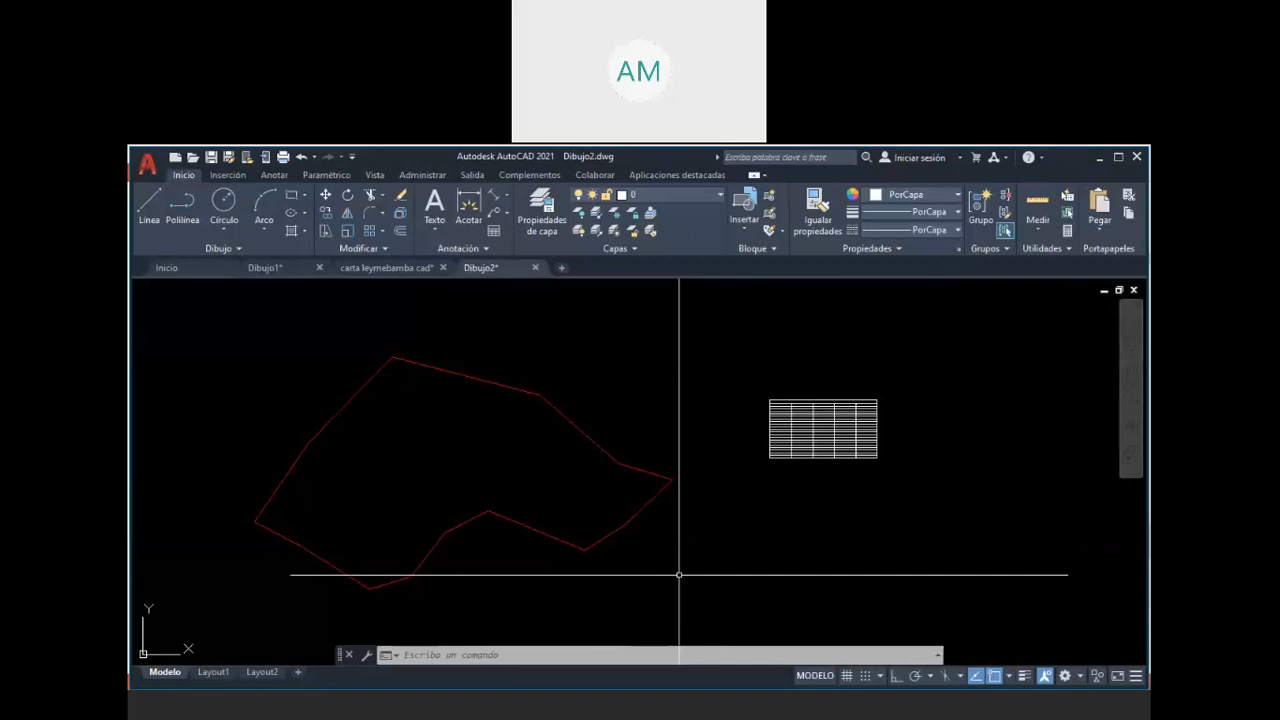 AM
Autodesk AutoCAD 2021 Dibujo2.dwg
Escriba palabra clave o frase
Iniciar sesión
Inicio Inserción Anotar Paramétrico Vista Administrar Salida Complementos Colaborar Aplicaciones destacadas
Línea Polilínea Círculo Arco
Texto Acotar
Propiedades de capa
0
Insertar
Igualar propiedades
PorCapa
PorCapa
PorCapa
Grupo
Medir
Pegar
Dibujo Modificar Anotación Capas Bloque Propiedades Grupos Utilidades Portapapeles
Inicio Dibujo1* carta leymebamba cad* Dibujo2*
Y
X
Escriba un comando
Modelo Layout1 Layout2
MODELO